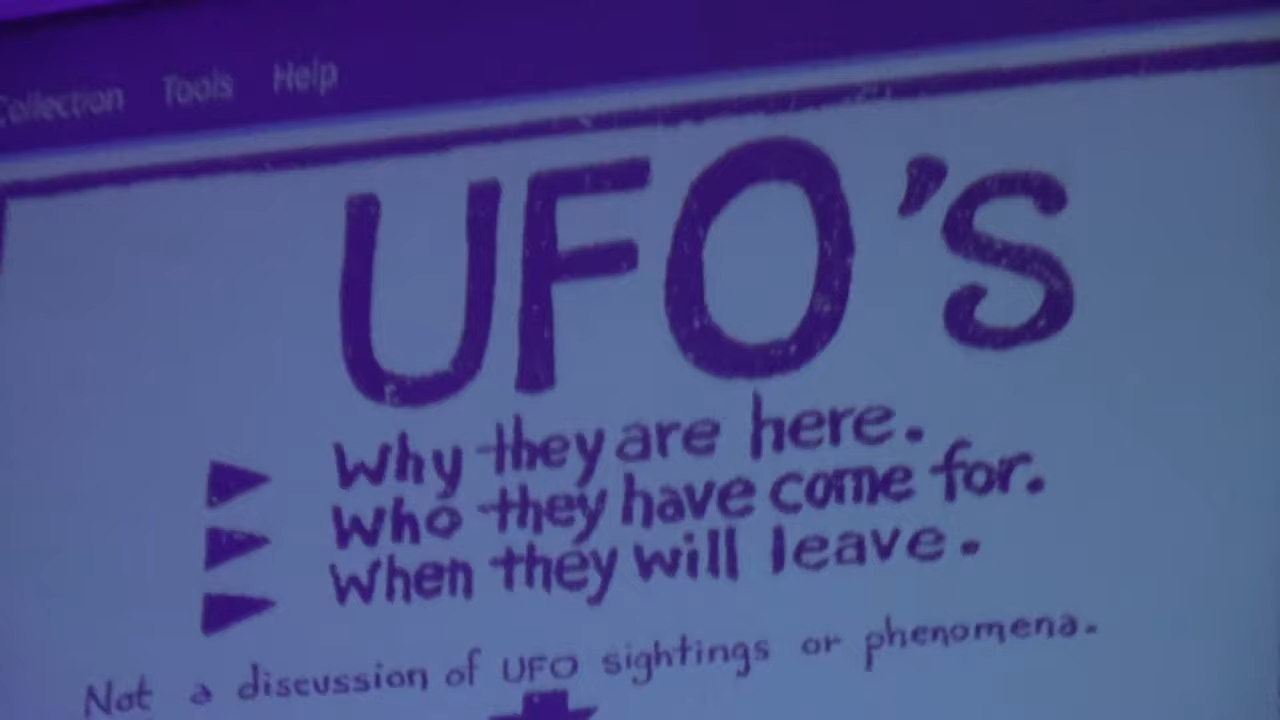 Collection Tools Help
UFO's
Why they are here.
Who they have come for.
When they will leave.
Not a discussion of UFO sightings or phenomena.